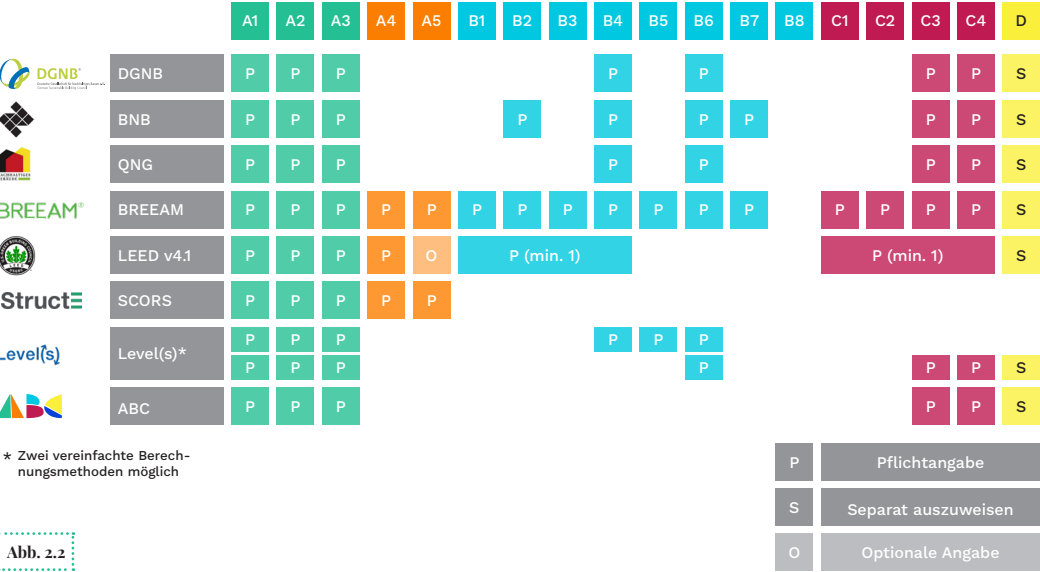 A1 A2 A3 A4 A5 B1 B2 B3 B4 B5 B6 B7 B8 C1 C2 C3 C4 D
DGNB® DGNB P P P P P P P S
BNB P P P P P P P P P S
QNG P P P P P P P S
BREEAM® BREEAM P P P P P P P P P P P P P P P P S
LEED v4.1 P P P P O P (min. 1) P (min. 1) S
StructE SCORS P P P P P
Level(s) Level(s)*
P P P P P P
P P P P P P S
ABC ABC P P P P P S
* Zwei vereinfachte Berech-
nungsmethoden möglich
P Pflichtangabe
S Separat auszuweisen
O Optionale Angabe
Abb. 2.2